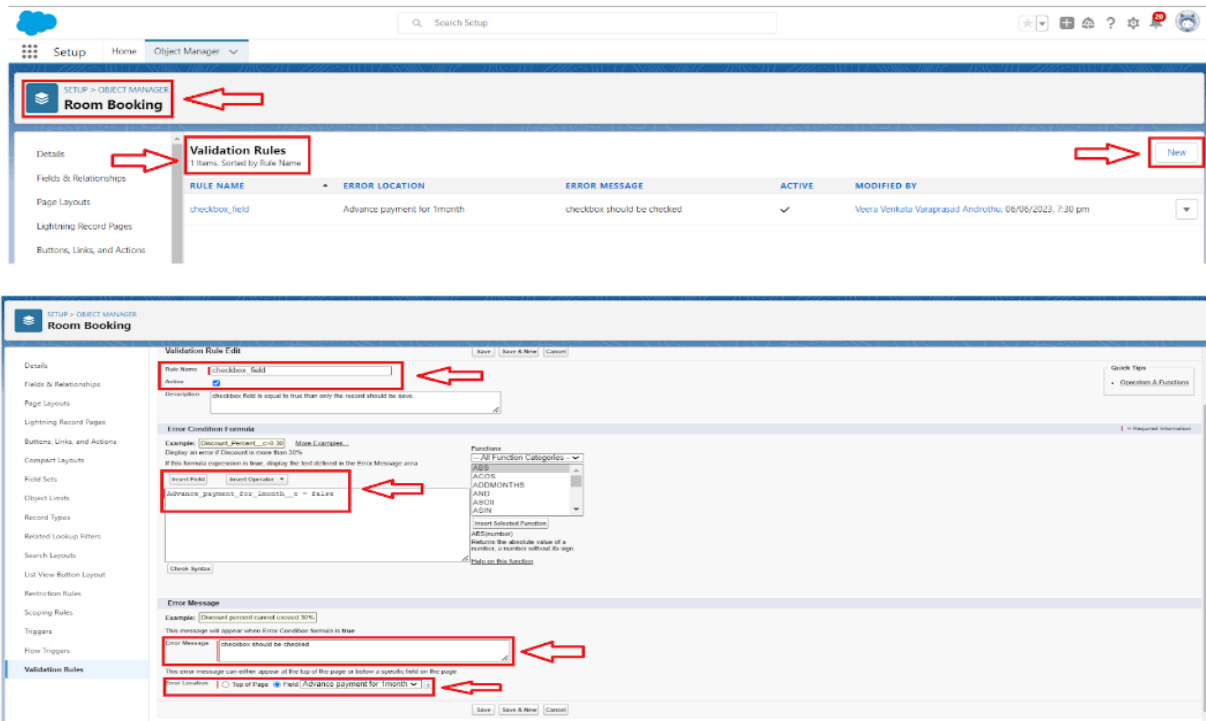 Search Setup
20
Setup Home Object Manager
SETUP > OBJECT MANAGER
Room Booking
Details
Fields & Relationships
Page Layouts
Lightning Record Pages
Buttons, Links, and Actions
Validation Rules
1 Items. Sorted by Rule Name
New
RULE NAME ERROR LOCATION ERROR MESSAGE ACTIVE MODIFIED BY
checkbox_field Advance payment for 1month checkbox should be checked Veera Venkata Varaprasad Androthu, 06/06/2023, 7:30 pm
SETUP > OBJECT MANAGER
Room Booking
Details
Fields & Relationships
Page Layouts
Lightning Record Pages
Buttons, Links, and Actions
Compact Layouts
Field Sets
Object Limits
Record Types
Related Lookup Filters
Search Layouts
List View Button Layout
Restriction Rules
Scoping Rules
Triggers
Flow Triggers
Validation Rules
Validation Rule Edit Save Save & New Cancel
Rule Name checkbox_field
Active
Description checkbox field is equal to true than only the record should be save.
Quick Tips
Operators & Functions
Error Condition Formula = Required Information
Example: Discount_Percent__c>0.30 More Examples...
Display an error if Discount is more than 30%
If this formula expression is true, display the text defined in the Error Message area
Insert Field Insert Operator
Advance_payment_for_1month__c = false
Functions
-- All Function Categories --
ABS
ACOS
ADDMONTHS
AND
ASCII
ASIN
Insert Selected Function
ABS(number)
Returns the absolute value of a
number, a number without its sign
Help on this function
Check Syntax
Error Message
Example: Discount percent cannot exceed 30%
This message will appear when Error Condition formula is true
Error Message checkbox should be checked
This error message can either appear at the top of the page or below a specific field on the page
Error Location Top of Page Field Advance payment for 1month
Save Save & New Cancel